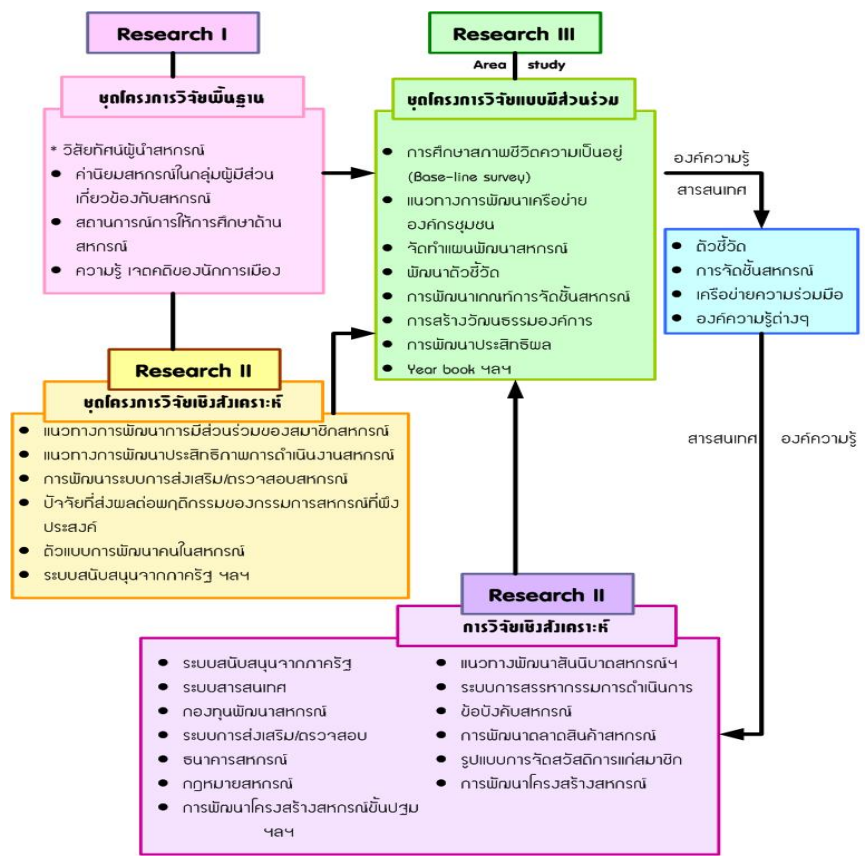 Research I
ชุดโครงการวิจัยพื้นฐาน
* วิสัยทัศน์ผู้นำสหกรณ์
● ค่านิยมสหกรณ์ในกลุ่มผู้มีส่วน
เกี่ยวข้องกับสหกรณ์
● สถานการณ์การให้การศึกษาด้าน
สหกรณ์
● ความรู้ เจตคติของนักการเมือง
Research III
Area study
ชุดโครงการวิจัยแบบมีส่วนร่วม
● การศึกษาสภาพชีวิตความเป็นอยู่
(Base-line survey)
● แนวทางการพัฒนาเครือข่าย
องค์กรชุมชน
● จัดทำแผนพัฒนาสหกรณ์
● พัฒนาตัวชี้วัด
● การพัฒนาเกณฑ์การจัดชั้นสหกรณ์
● การสร้างวัฒนธรรมองค์การ
● การพัฒนาประสิทธิผล
● Year book ฯลฯ
องค์ความรู้
สารสนเทศ
● ตัวชี้วัด
● การจัดชั้นสหกรณ์
● เครือข่ายความร่วมมือ
● องค์ความรู้ต่างๆ
Research II
ชุดโครงการวิจัยเชิงสังเคราะห์
● แนวทางการพัฒนาการมีส่วนร่วมของสมาชิกสหกรณ์
● แนวทางการพัฒนาประสิทธิภาพการดำเนินงานสหกรณ์
● การพัฒนาระบบการส่งเสริม/ตรวจสอบสหกรณ์
● ปัจจัยที่ส่งผลต่อพฤติกรรมของกรรมการสหกรณ์ที่พึง
ประสงค์
● ตัวแบบการพัฒนาคนในสหกรณ์
● ระบบสนับสนุนจากภาครัฐ ฯลฯ
สารสนเทศ องค์ความรู้
Research II
การวิจัยเชิงสังเคราะห์
● ระบบสนับสนุนจากภาครัฐ
● ระบบสารสนเทศ
● กองทุนพัฒนาสหกรณ์
● ระบบการส่งเสริม/ตรวจสอบ
● ธนาคารสหกรณ์
● กฎหมายสหกรณ์
● การพัฒนาโครงสร้างสหกรณ์ขั้นปฐม
ฯลฯ
● แนวทางพัฒนาสันนิบาตสหกรณ์ฯ
● ระบบการสรรหากรรมการดำเนินการ
● ข้อบังคับสหกรณ์
● การพัฒนาตลาดสินค้าสหกรณ์
● รูปแบบการจัดสวัสดิการแก่สมาชิก
● การพัฒนาโครงสร้างสหกรณ์